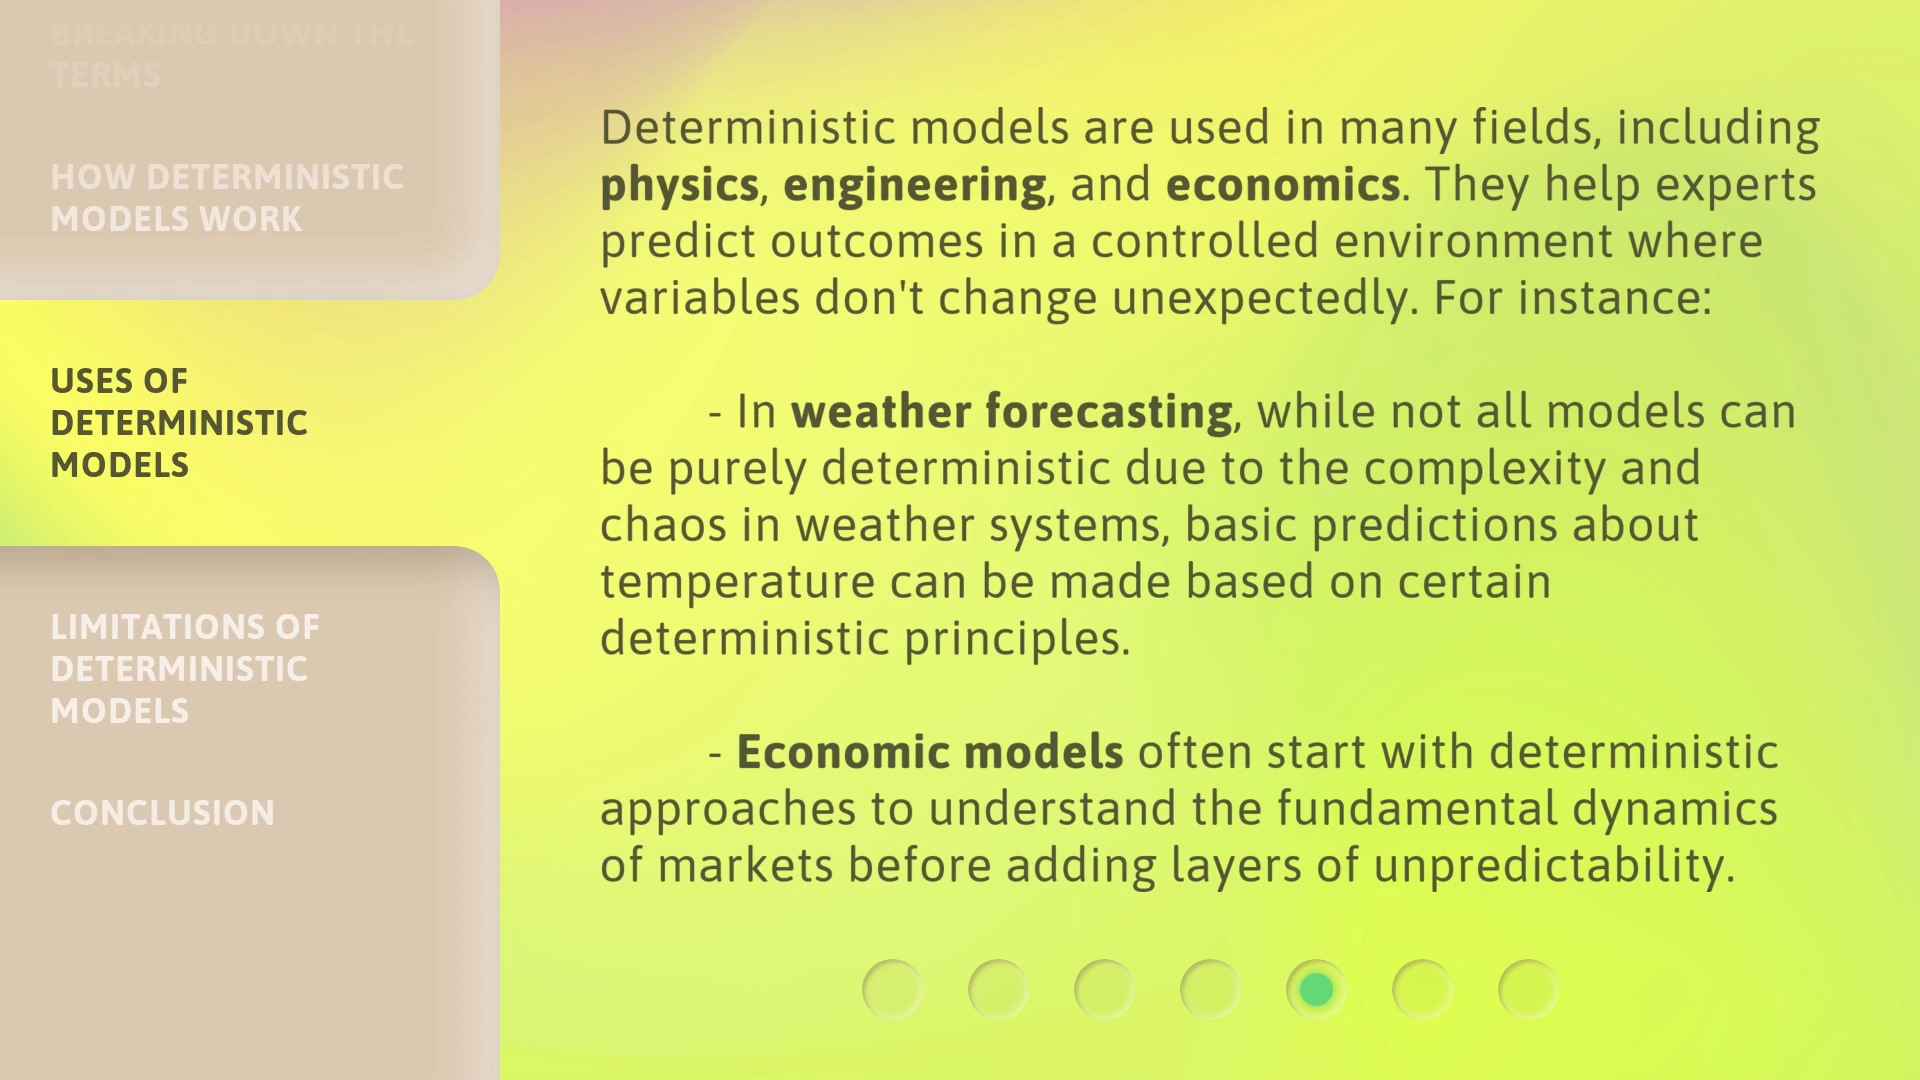 BREAKING DOWN THE
TERMS
HOW DETERMINISTIC
MODELS WORK
USES OF
DETERMINISTIC
MODELS
LIMITATIONS OF
DETERMINISTIC
MODELS
CONCLUSION
Deterministic models are used in many fields, including
physics, engineering, and economics. They help experts
predict outcomes in a controlled environment where
variables don't change unexpectedly. For instance:
- In weather forecasting, while not all models can
be purely deterministic due to the complexity and
chaos in weather systems, basic predictions about
temperature can be made based on certain
deterministic principles.
- Economic models often start with deterministic
approaches to understand the fundamental dynamics
of markets before adding layers of unpredictability.